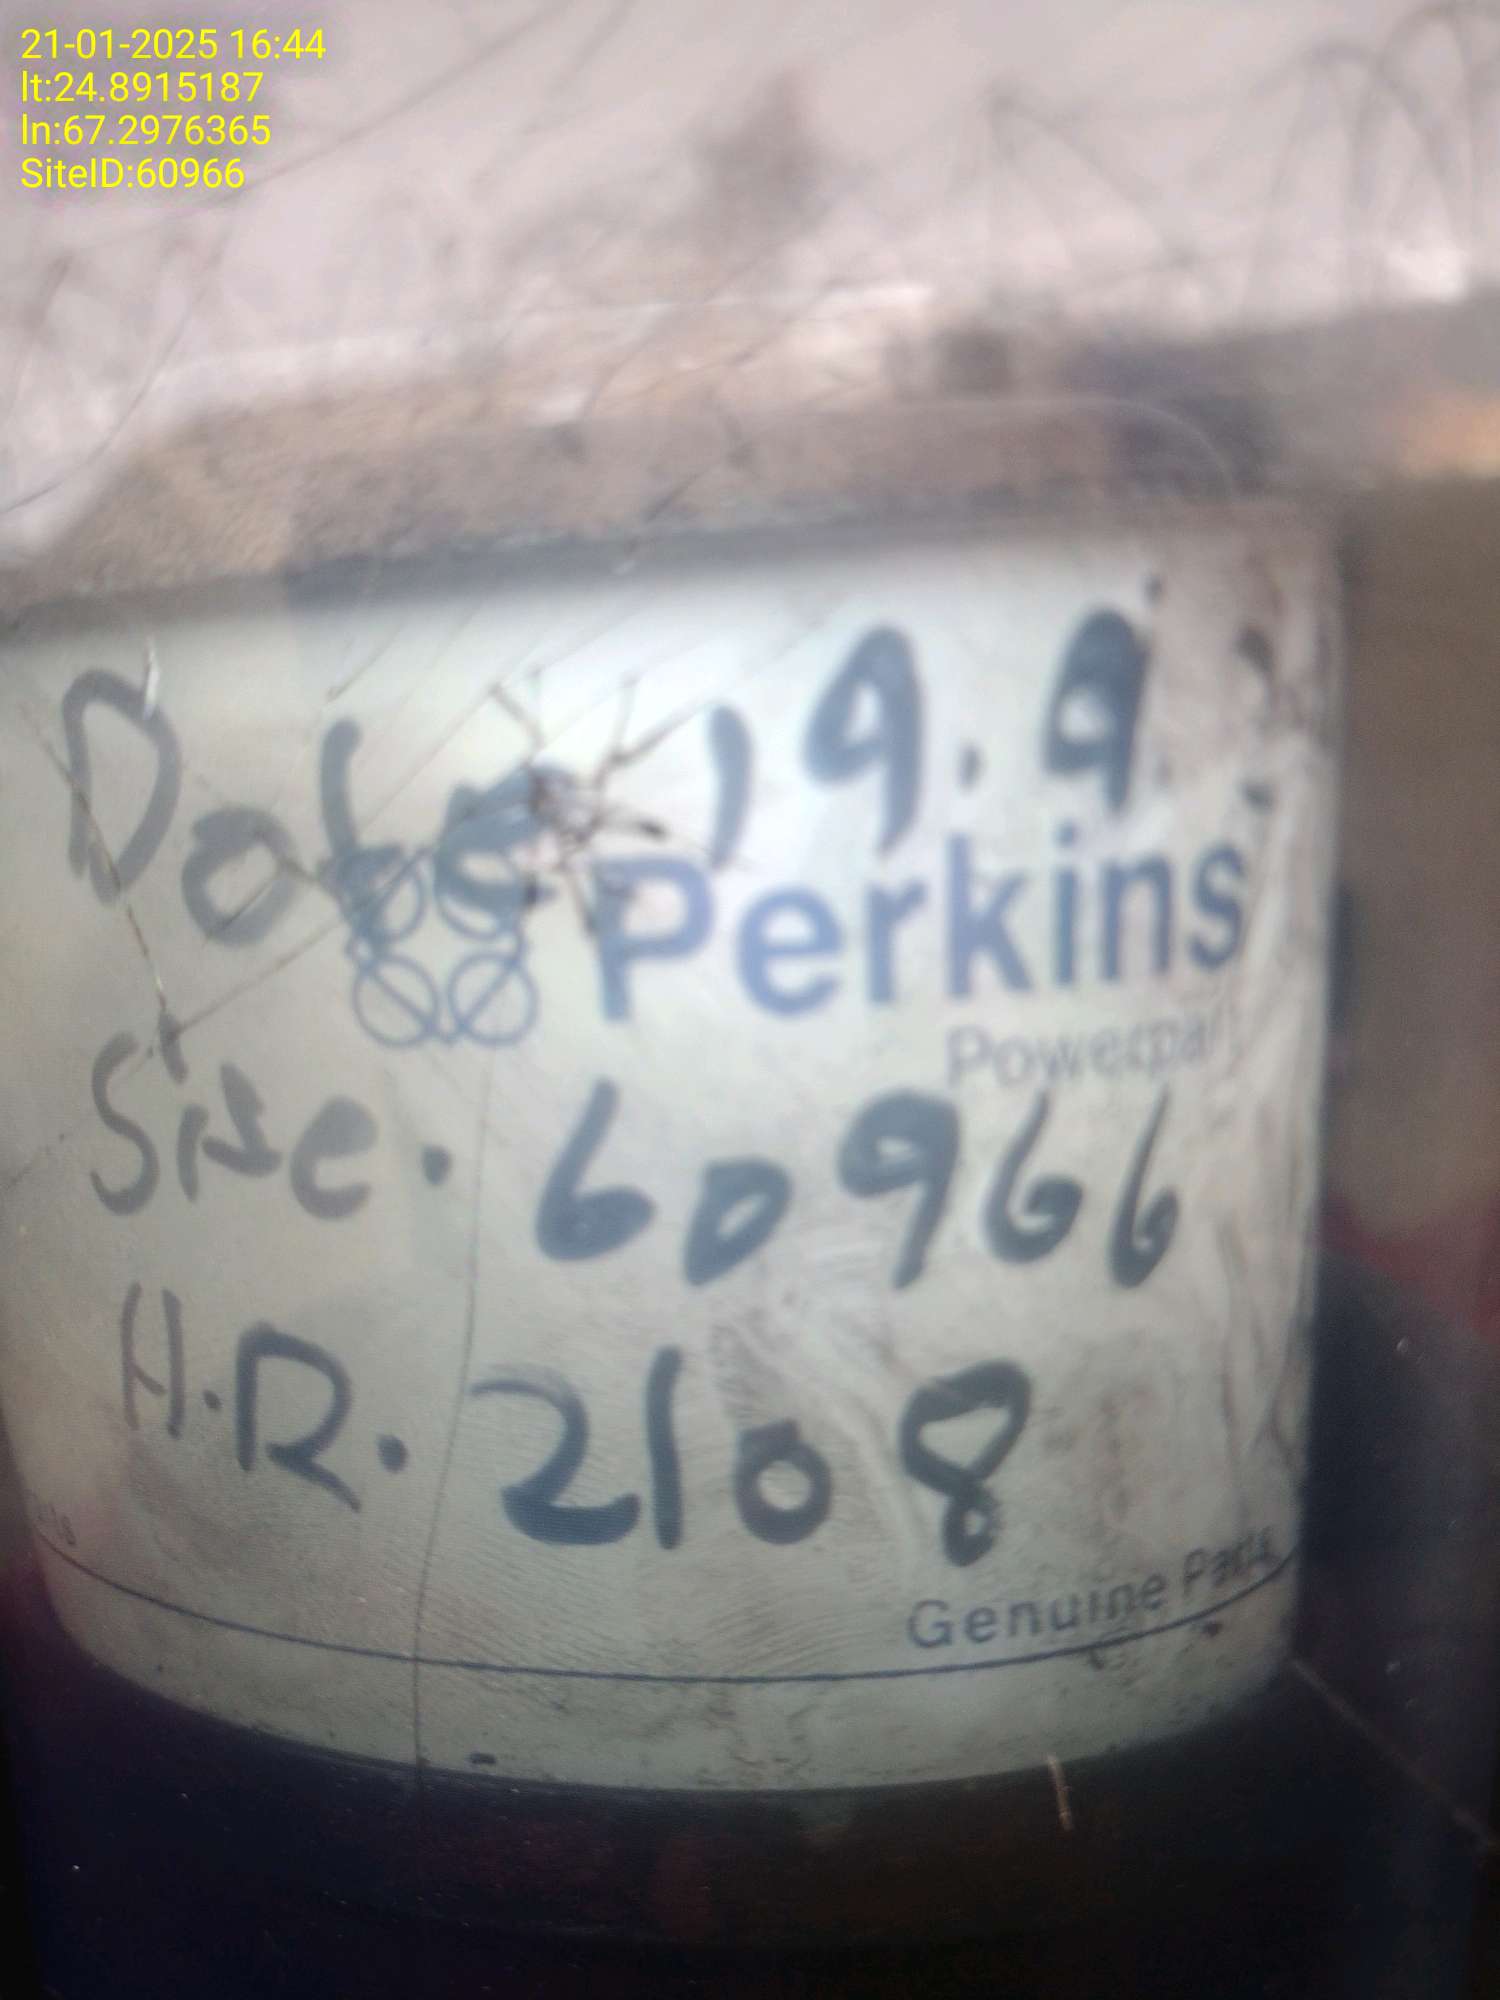 21-01-2025 16:44
lt:24.8915187
ln:67.2976365
SiteID:60966
Date 19.9.
Perkins
Powerpart
Site. 60966
H.R. 2108
Genuine Parts